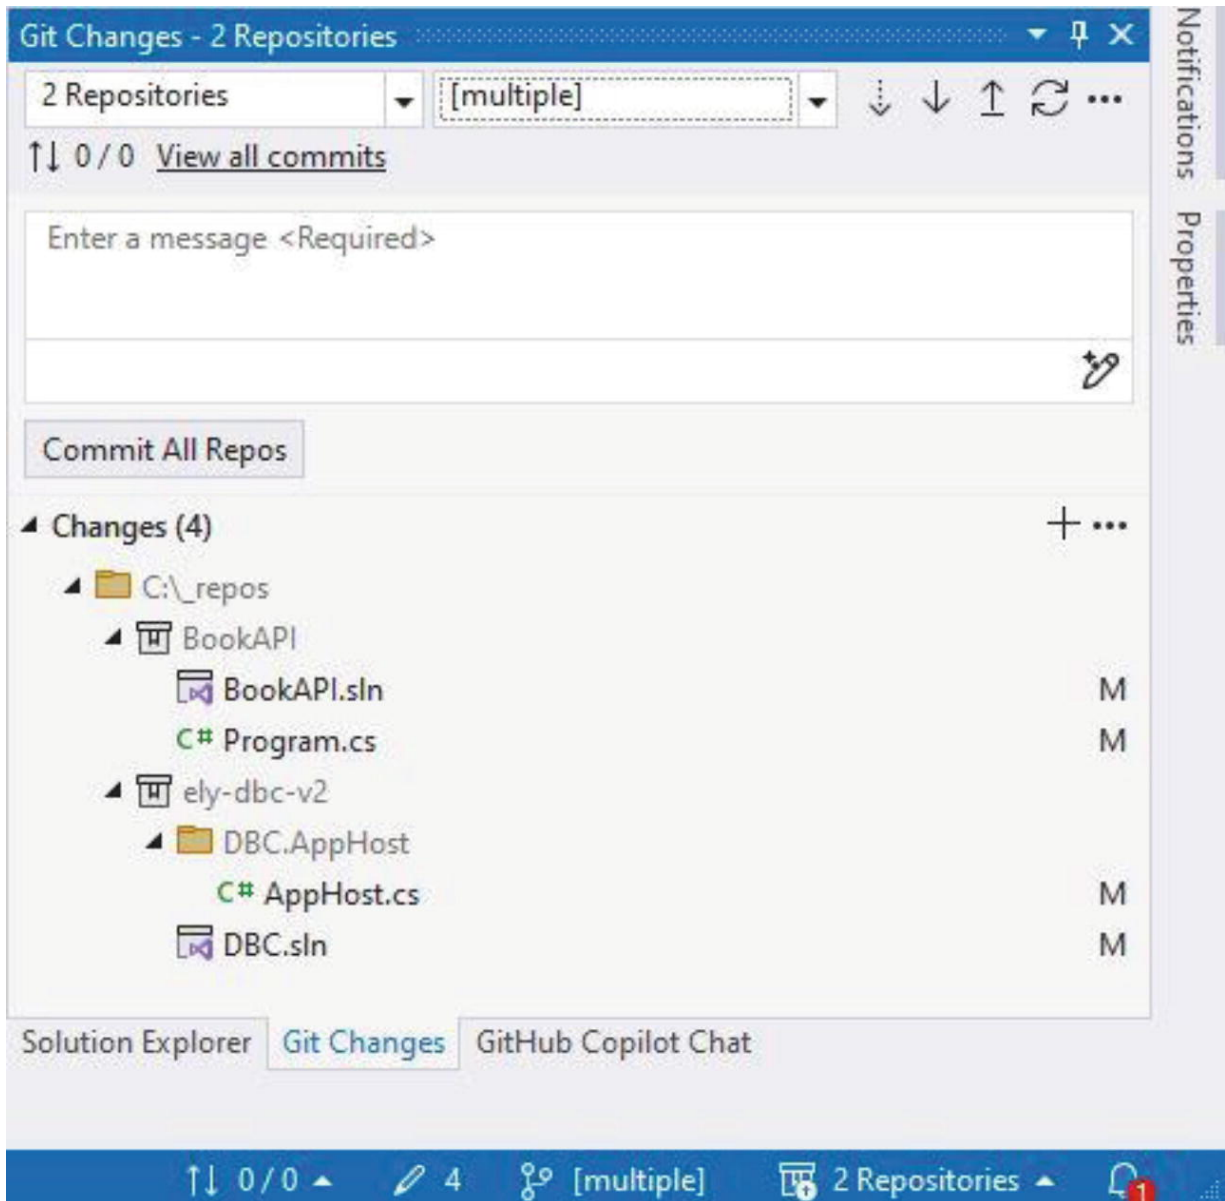 Git Changes - 2 Repositories
2 Repositories [multiple]
0 / 0 View all commits
Enter a message <Required>
Commit All Repos
Changes (4)
C:\_repos
BookAPI
BookAPI.sln M
C# Program.cs M
ely-dbc-v2
DBC.AppHost
C# AppHost.cs M
DBC.sln M
Solution Explorer Git Changes GitHub Copilot Chat
0 / 0 4 [multiple] 2 Repositories 1
Notifications
Properties